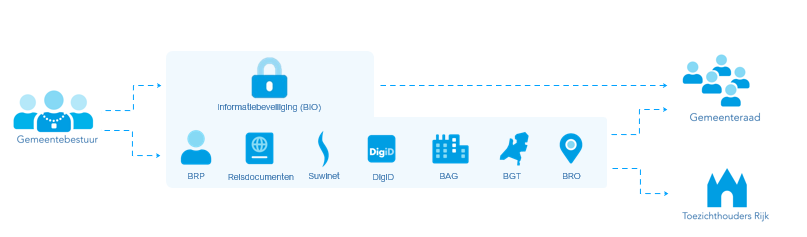 Informatiebeveiliging (BIO)
Gemeentebestuur
Gemeenteraad
DigiD
BRP
Reisdocumenten
Suwinet
DigiD
BAG
BGT
BRO
Toezichthouders Rijk